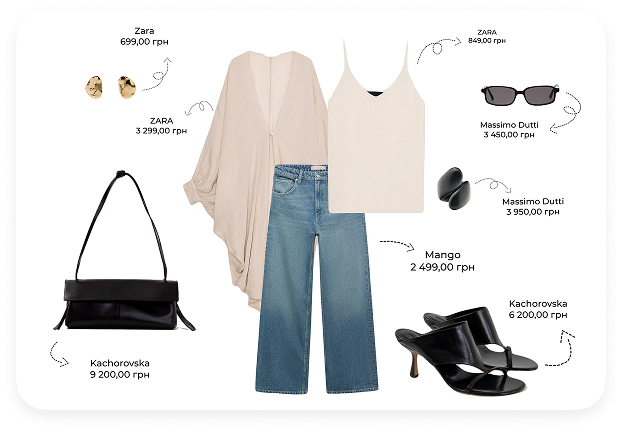 Zara
699,00 грн
ZARA
849,00 грн
ZARA
3 299,00 грн
Massimo Dutti
3 450,00 грн
Massimo Dutti
3 950,00 грн
Mango
2 499,00 грн
Kachorovska
6 200,00 грн
Kachorovska
9 200,00 грн